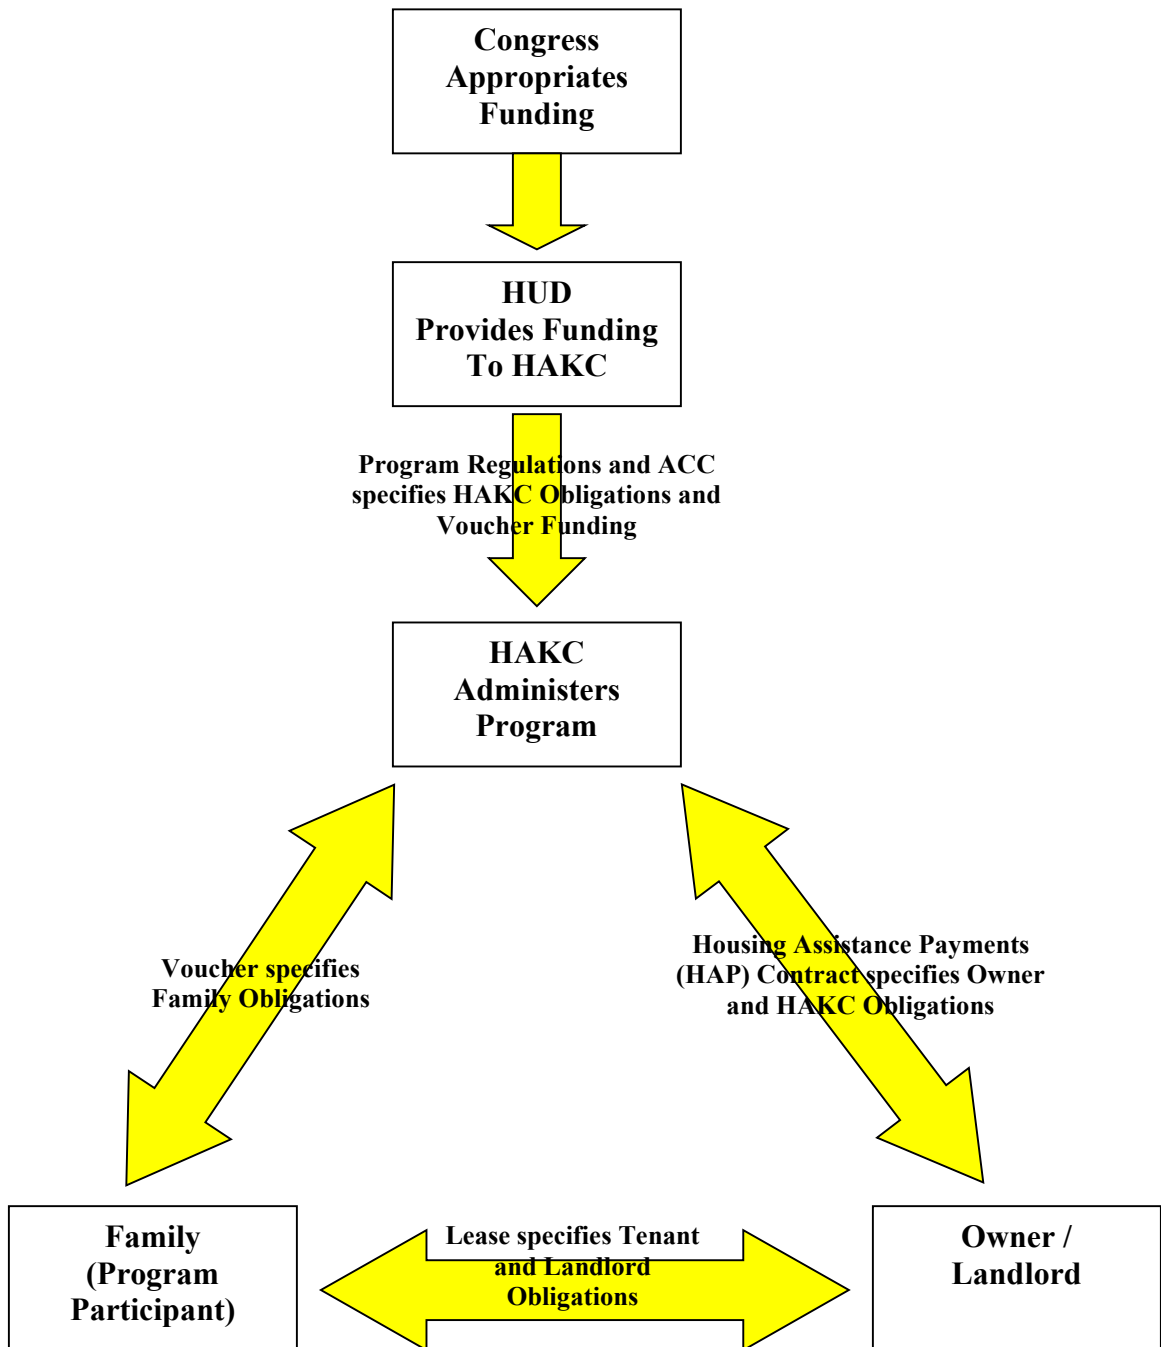 Congress
Appropriates
Funding
HUD
Provides Funding
To HAKC
Program Regulations and ACC
specifies HAKC Obligations and
Voucher Funding
HAKC
Administers
Program
Voucher specifies
Family Obligations
Housing Assistance Payments
(HAP) Contract specifies Owner
and HAKC Obligations
Family
(Program
Participant)
Lease specifies Tenant
and Landlord
Obligations
Owner /
Landlord